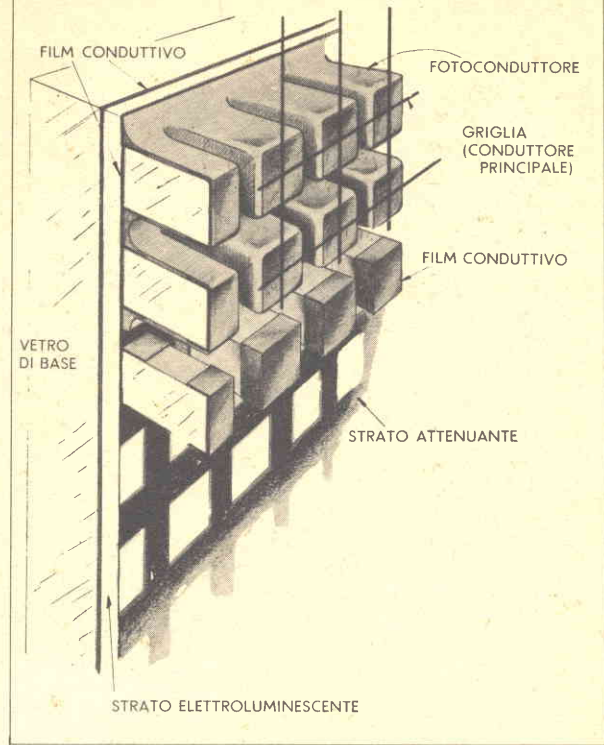 FILM CONDUTTIVO
FOTOCONDUTTORE
GRIGLIA
(CONDUTTORE
PRINCIPALE)
FILM CONDUTTIVO
VETRO
DI BASE
STRATO ATTENUANTE
STRATO ELETTROLUMINESCENTE